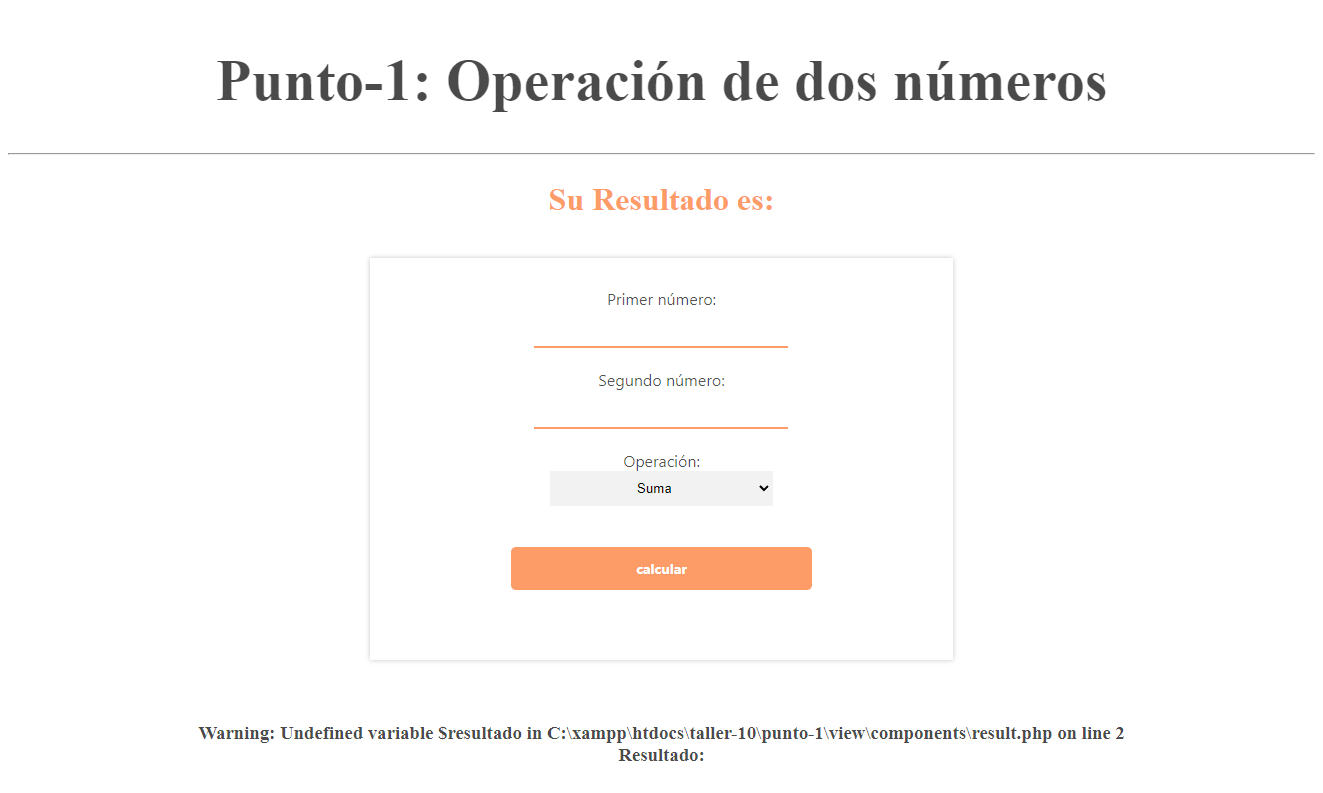 Punto-1: Operación de dos números
Su Resultado es:
Primer número:
Segundo número:
Operación:
Suma
calcular
Warning: Undefined variable $resultado in C:\xampp\htdocs\taller-10\punto-1\view\components\result.php on line 2
Resultado: